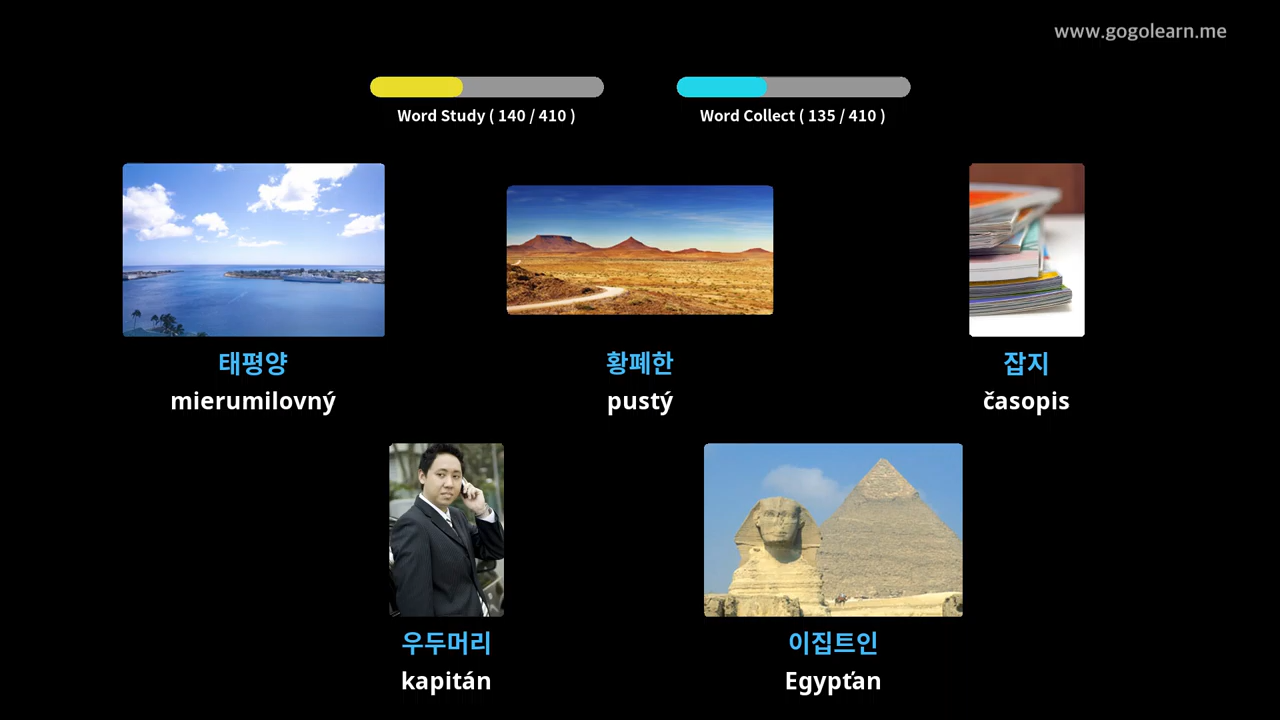 www.gogolearn.me
Word Study ( 140 / 410 )
Word Collect ( 135 / 410 )
태평양
mierumilovný
황폐한
pustý
잡지
časopis
우두머리
kapitán
이집트인
Egypťan